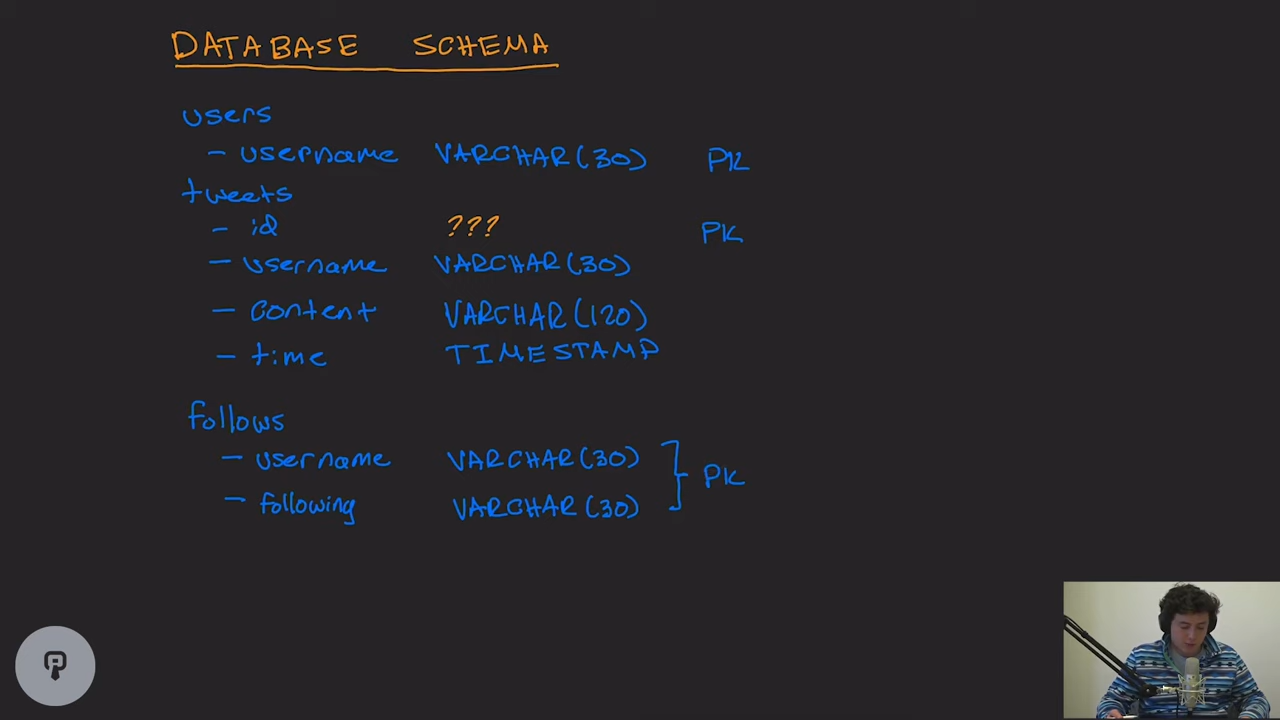 DATABASE SCHEMA
users
- username VARCHAR(30) PK
tweets
- id ??? PK
- username VARCHAR(30)
- content VARCHAR(120)
- time TIMESTAMP
follows
- username VARCHAR(30)
- following VARCHAR(30)
PK